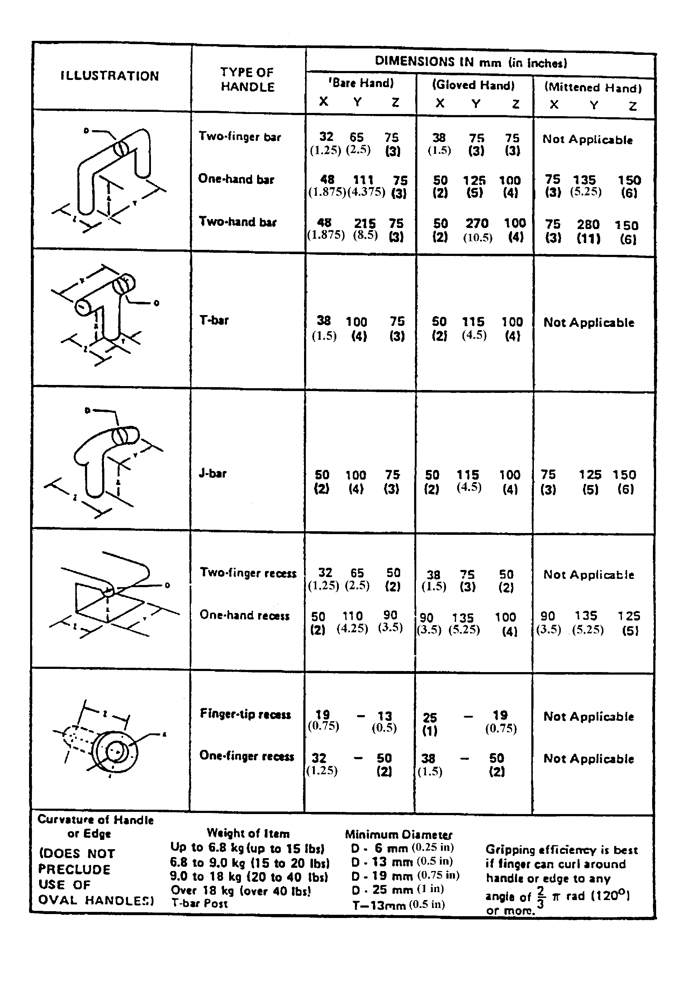 DIMENSIONS IN mm (in inches)
ILLUSTRATION
TYPE OF
HANDLE
'Bare Hand)
(Gloved Hand)
(Mittened Hand)
X Y Z X Y Z X Y Z
D
Two-finger bar 32 65 75 38 75 75 Not Applicable
(1.25) (2.5) (3) (1.5) (3) (3)
One-hand bar 48 111 75 50 125 100 75 135 150
(1.875) (4.375) (3) (2) (5) (4) (3) (5.25) (6)
Y
Z
Two-hand bar 48 215 75 50 270 100 75 280 150
(1.875) (8.5) (3) (2) (10.5) (4) (3) (11) (6)
D
T-bar 38 100 75 50 115 100 Not Applicable
(1.5) (4) (3) (2) (4.5) (4)
X
Y
Z
D
Y
J-bar 50 100 75 50 115 100 75 125 150
(2) (4) (3) (2) (4.5) (4) (3) (5) (6)
Z
Two-finger recess 32 65 50 38 75 50 Not Applicable
(1.25) (2.5) (2) (1.5) (3) (2)
D
X
One-hand recess 50 110 90 90 135 100 90 135 125
(2) (4.25) (3.5) (3.5) (5.25) (4) (3.5) (5.25) (5)
Y
Z
Z
Finger-tip recess 19 – 13 25 – 19 Not Applicable
(0.75) (0.5) (1) (0.75)
One-finger recess 32 – 50 38 – 50 Not Applicable
(1.25) (2) (1.5) (2)
Curvature of Handle
or Edge
(DOES NOT
PRECLUDE
USE OF
OVAL HANDLES)
Weight of Item
Up to 6.8 kg (up to 15 lbs)
6.8 to 9.0 kg (15 to 20 lbs)
9.0 to 18 kg (20 to 40 lbs)
Over 18 kg (over 40 lbs)
T-bar Post
Minimum Diameter
D - 6 mm (0.25 in)
D - 13 mm (0.5 in)
D - 19 mm (0.75 in)
D - 25 mm (1 in)
T–13mm (0.5 in)
Gripping efficiency is best
if finger can curl around
handle or edge to any
angle of 2/3 π rad (120°)
or more.